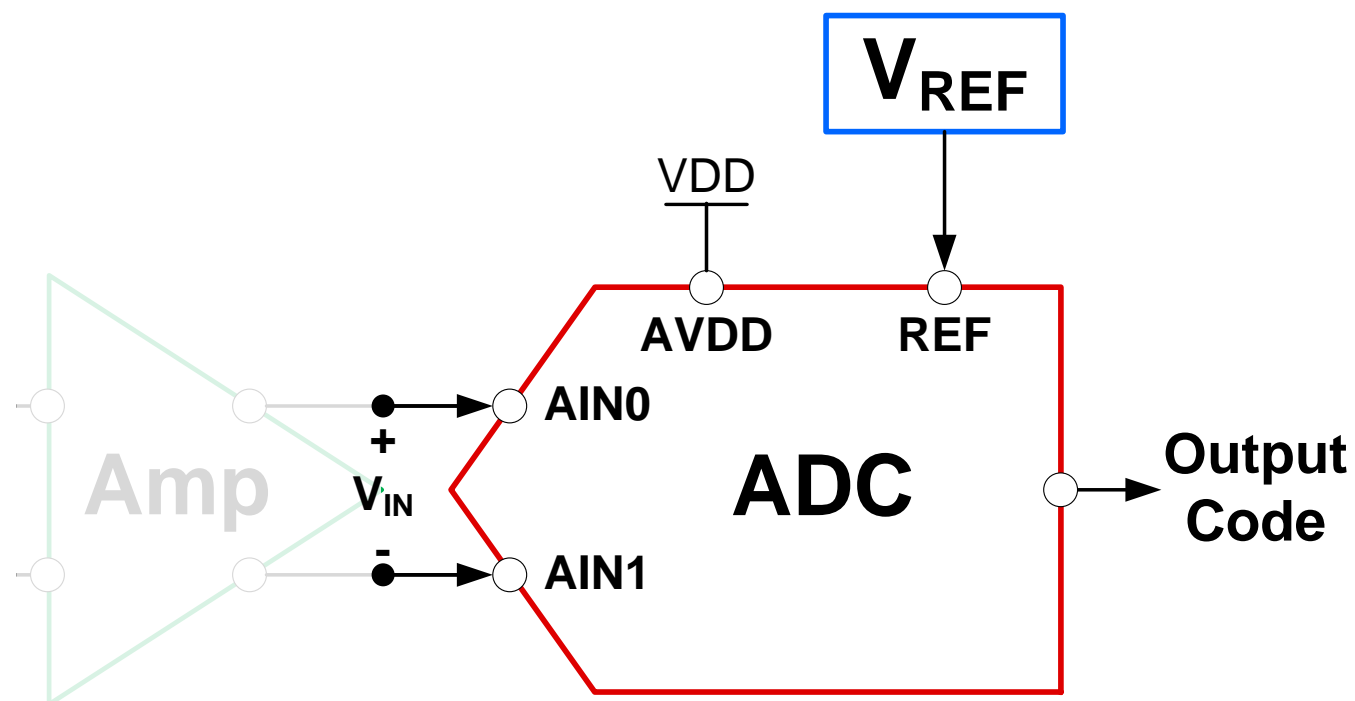 VREF
VDD
AVDD
REF
AIN0
+
Amp
VIN
ADC
Output
Code
-
AIN1